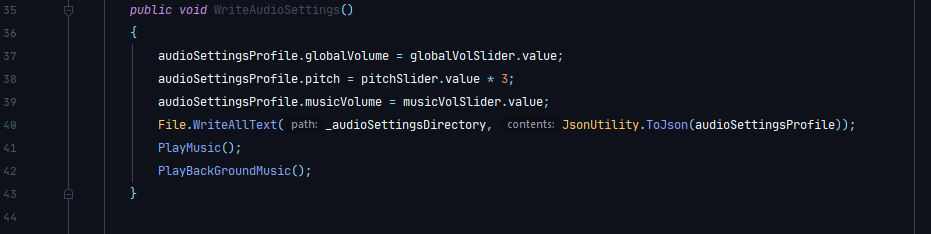 35 public void WriteAudioSettings()
36 {
37 audioSettingsProfile.globalVolume = globalVolSlider.value;
38 audioSettingsProfile.pitch = pitchSlider.value * 3;
39 audioSettingsProfile.musicVolume = musicVolSlider.value;
40 File.WriteAllText( path: _audioSettingsDirectory, contents: JsonUtility.ToJson(audioSettingsProfile));
41 PlayMusic();
42 PlayBackGroundMusic();
43 }
44